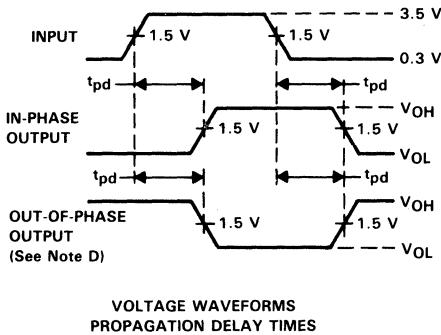 3.5 V
INPUT 1.5 V 1.5 V
0.3 V
tpd tpd
IN-PHASE
OUTPUT
VOH
1.5 V 1.5 V
VOL
tpd tpd
VOH
OUT-OF-PHASE
OUTPUT
(See Note D)
1.5 V 1.5 V
VOL
VOLTAGE WAVEFORMS
PROPAGATION DELAY TIMES